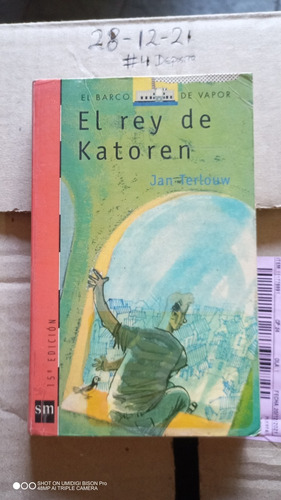 28-12-21
#4
EL BARCO DE VAPOR
El rey de
Katoren
Jan Terlouw
15ª EDICIÓN
sm
SHOT ON UMIDIGI BISON Pro
48MP AI TRIPLE CAMERA